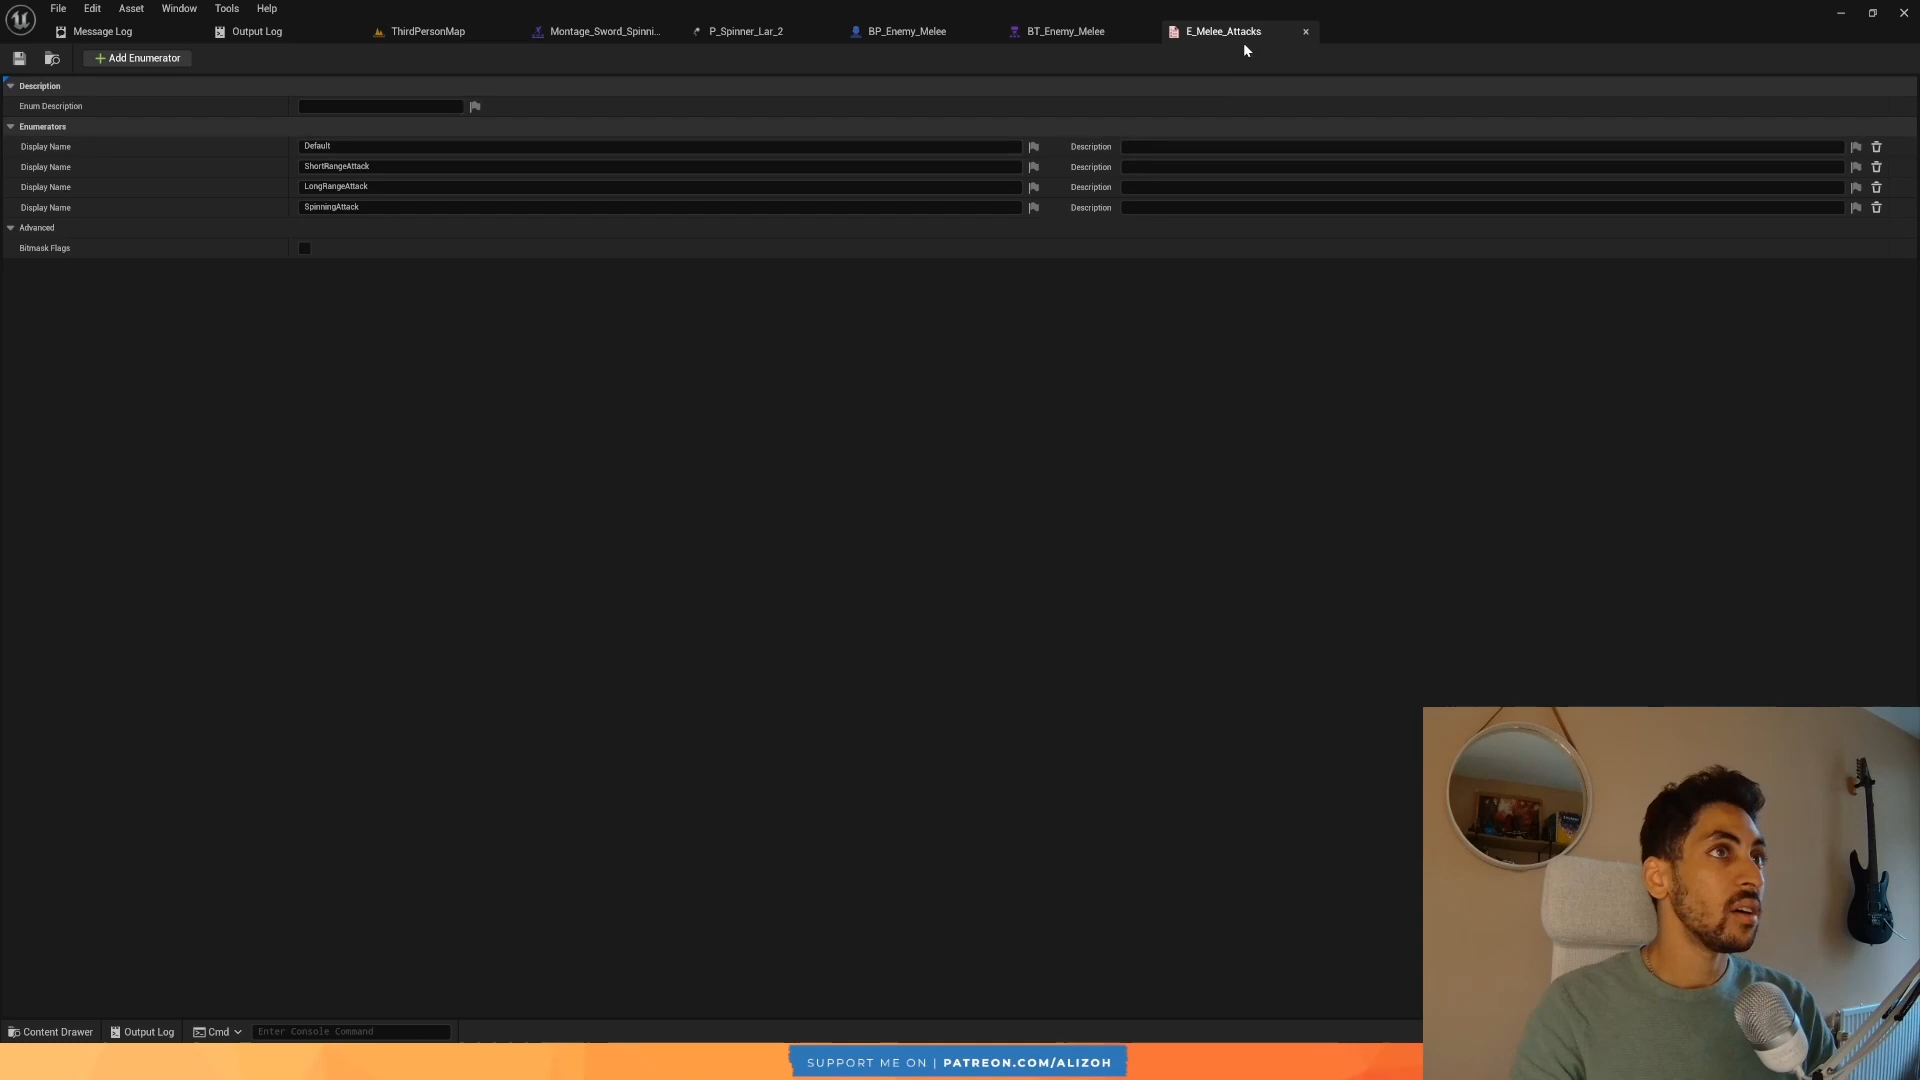 File Edit Asset Window Tools Help
Message Log Output Log ThirdPersonMap Montage_Sword_Spinni... P_Spinner_Lar_2 BP_Enemy_Melee BT_Enemy_Melee E_Melee_Attacks
Add Enumerator
Description
Enum Description
Enumerators
Display Name Default Description
Display Name ShortRangeAttack Description
Display Name LongRangeAttack Description
Display Name SpinningAttack Description
Advanced
Bitmask Flags
Content Drawer Output Log Cmd Enter Console Command
SUPPORT ME ON | PATREON.COM/ALIZOH